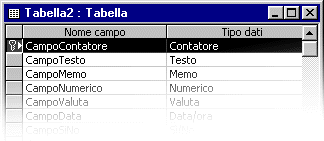 Tabella2 : Tabella
Nome campo Tipo dati
CampoContatore Contatore
CampoTesto Testo
CampoMemo Memo
CampoNumerico Numerico
CampoValuta Valuta
CampoData Data/ora
CampoSiNo